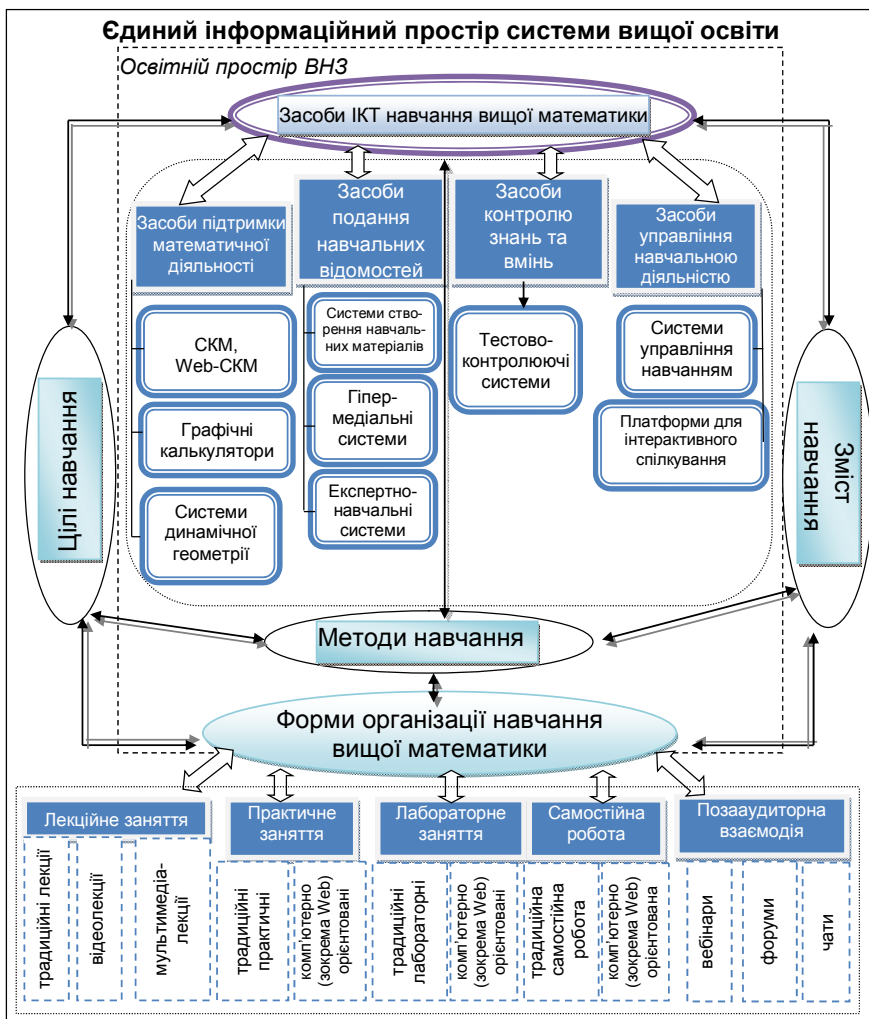 Єдиний інформаційний простір системи вищої освіти
Освітній простір ВНЗ
Засоби ІКТ навчання вищої математики
Засоби підтримки
математичної
діяльності
Засоби
подання
навчальних
відомостей
Засоби
контролю
знань та
вмінь
Засоби
управління
навчальною
діяльністю
СКМ,
Web-СКМ
Графічні
калькулятори
Системи
динамічної
геометрії
Системи ство-
рення навчаль-
них матеріалів
Гіпер-
медіальні
системи
Експертно-
навчальні
системи
Тестово-
контролюючі
системи
Системи
управління
навчанням
Платформи для
інтерактивного
спілкування
Цілі навчання
Зміст
навчання
Методи навчання
Форми організації навчання
вищої математики
Лекційне заняття
Практичне
заняття
Лабораторне
заняття
Самостійна
робота
Позааудиторна
взаємодія
традиційні лекції
відеолекції
мультимедіа-
лекції
традиційні
практичні
комп'ютерно
(зокрема Web)
орієнтовані
традиційні
лабораторні
комп'ютерно
(зокрема Web)
орієнтовані
традиційна
самостійна
робота
комп'ютерно
(зокрема Web)
орієнтована
вебінари
форуми
чати